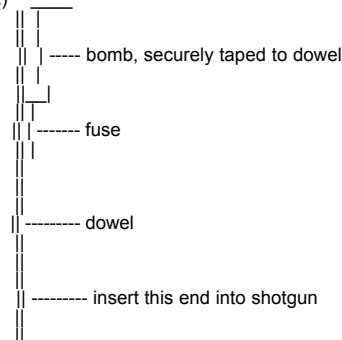 )
----- bomb, securely taped to dowel
------- fuse
--------- dowel
--------- insert this end into shotgun